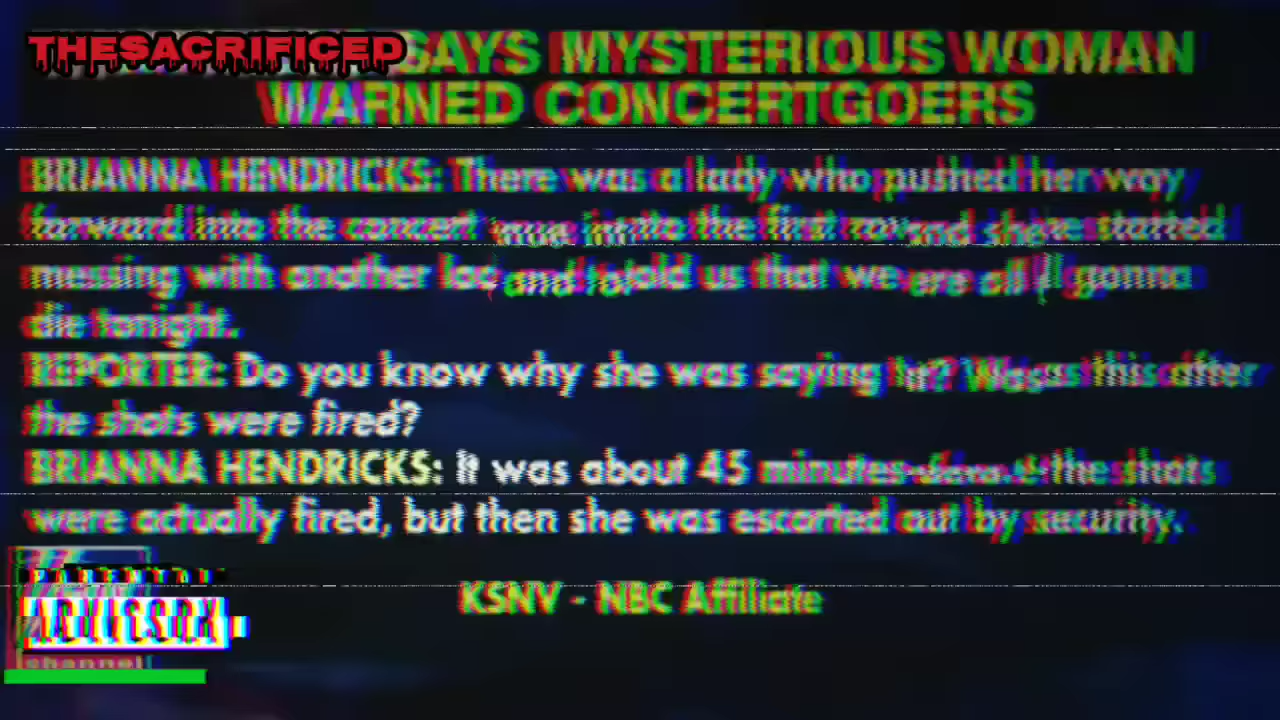 THESACRIFICED SAYS MYSTERIOUS WOMAN
WARNED CONCERTGOERS
BRIANNA HENDRICKS: There was a lady who pushed her way
forward into the concert into the first row and she started
messing with another lady and told us that we are all gonna
die tonight.
REPORTER: Do you know why she was saying it? Was this after
the shots were fired?
BRIANNA HENDRICKS: It was about 45 minutes the shots
were actually fired, but then she was escorted out by security.
KSNV - NBC Affiliate
PARENTAL
ADVISORY
channel